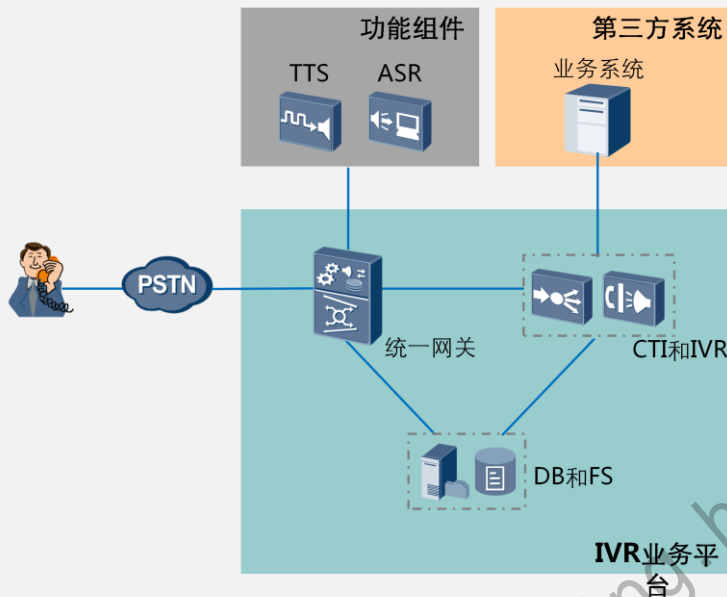 功能组件
第三方系统
TTS
ASR
业务系统
PSTN
统一网关
CTI和IVR
DB和FS
IVR业务平
台